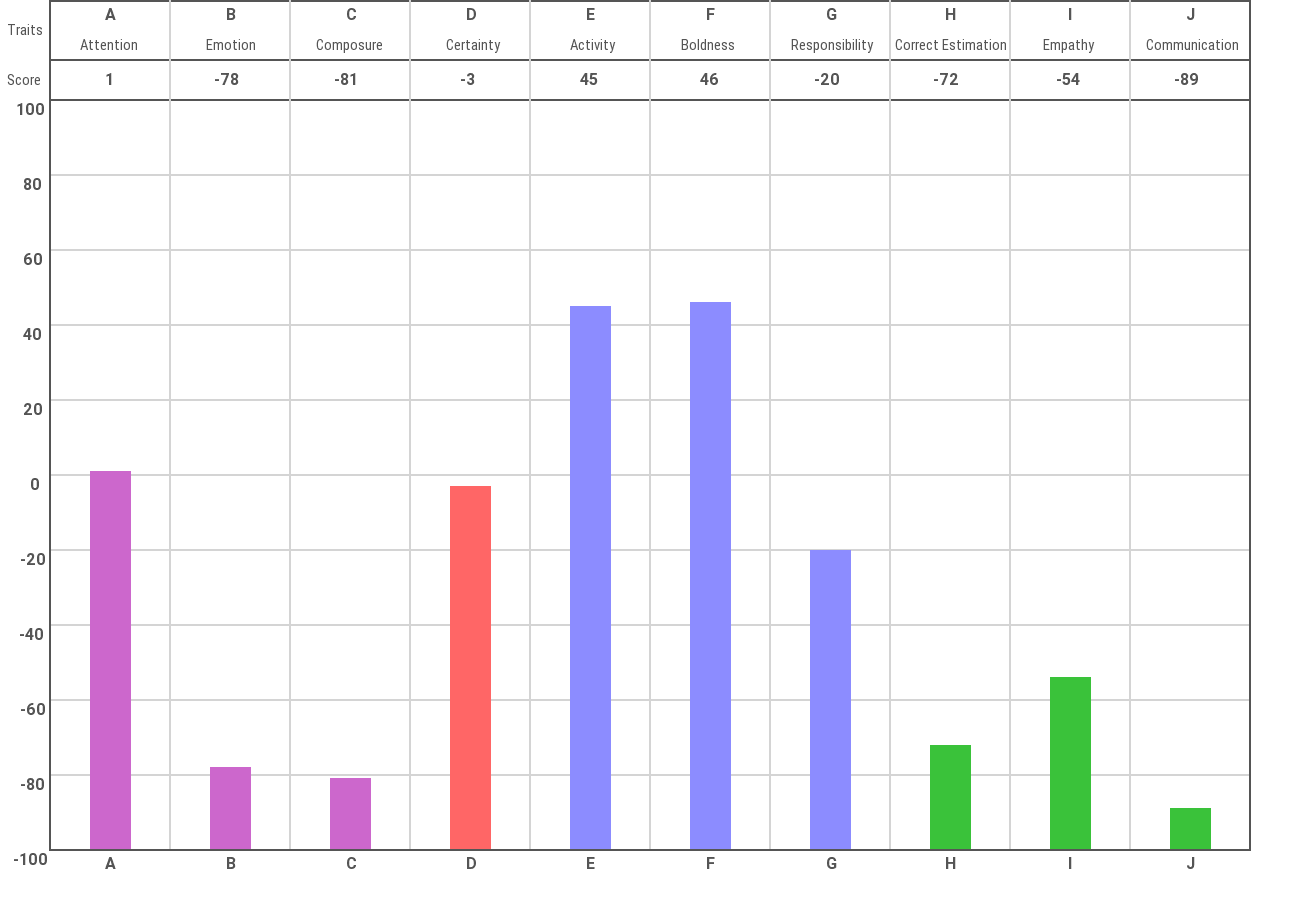 A B C D E F G H I J
Traits
Attention Emotion Composure Certainty Activity Boldness Responsibility Correct Estimation Empathy Communication
Score 1 -78 -81 -3 45 46 -20 -72 -54 -89
100
80
60
40
20
0
-20
-40
-60
-80
-100
A B C D E F G H I J